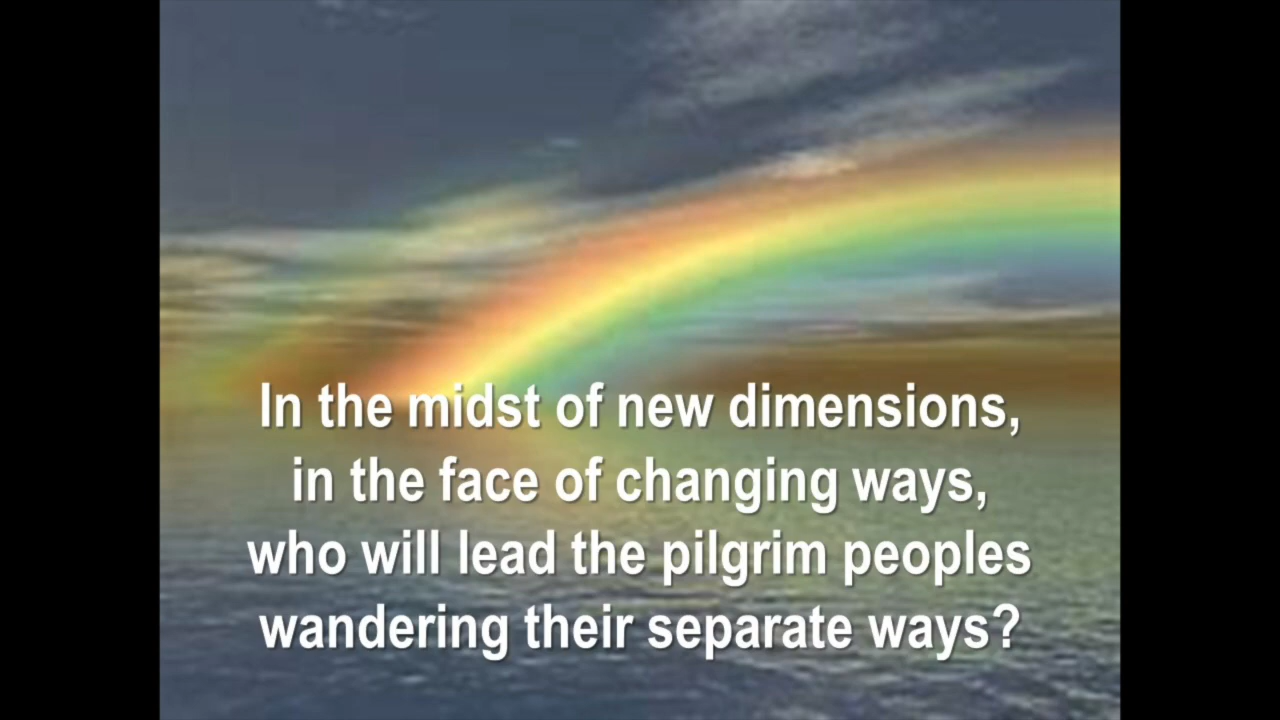 In the midst of new dimensions,
in the face of changing ways,
who will lead the pilgrim peoples
wandering their separate ways?